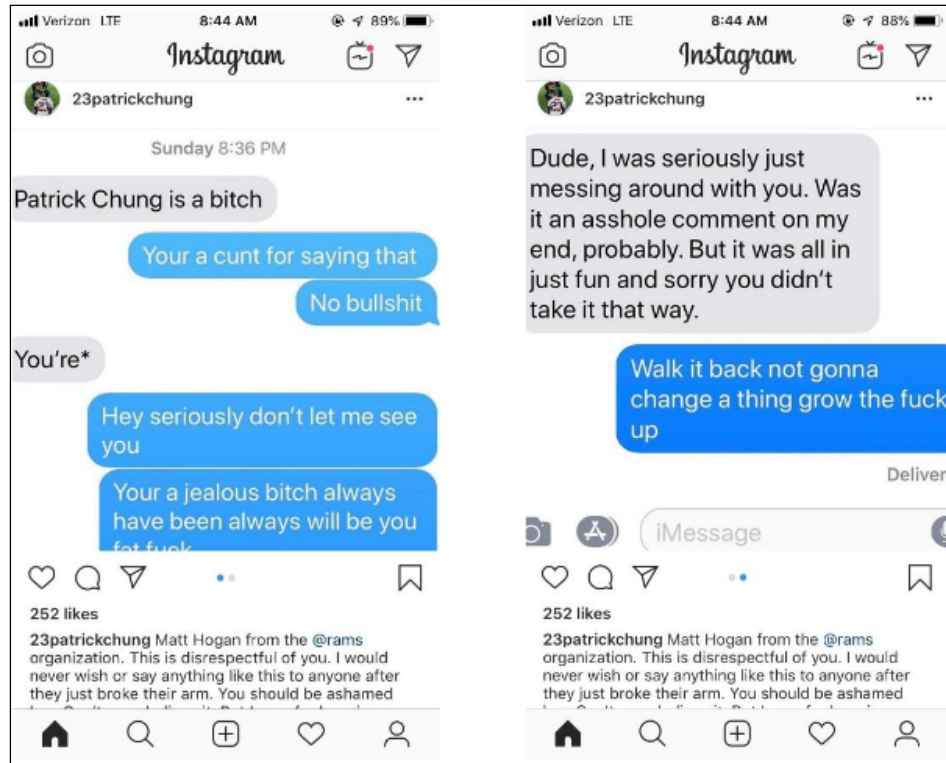 Verizon LTE 8:44 AM 89%
Instagram
23patrickchung
Sunday 8:36 PM
Patrick Chung is a bitch
Your a cunt for saying that
No bullshit
You're*
Hey seriously don't let me see
you
Your a jealous bitch always
have been always will be you
fat fuck
252 likes
23patrickchung Matt Hogan from the @rams
organization. This is disrespectful of you. I would
never wish or say anything like this to anyone after
they just broke their arm. You should be ashamed
Verizon LTE 8:44 AM 88%
Instagram
23patrickchung
Dude, I was seriously just
messing around with you. Was
it an asshole comment on my
end, probably. But it was all in
just fun and sorry you didn't
take it that way.
Walk it back not gonna
change a thing grow the fuck
up
Deliver
iMessage
252 likes
23patrickchung Matt Hogan from the @rams
organization. This is disrespectful of you. I would
never wish or say anything like this to anyone after
they just broke their arm. You should be ashamed